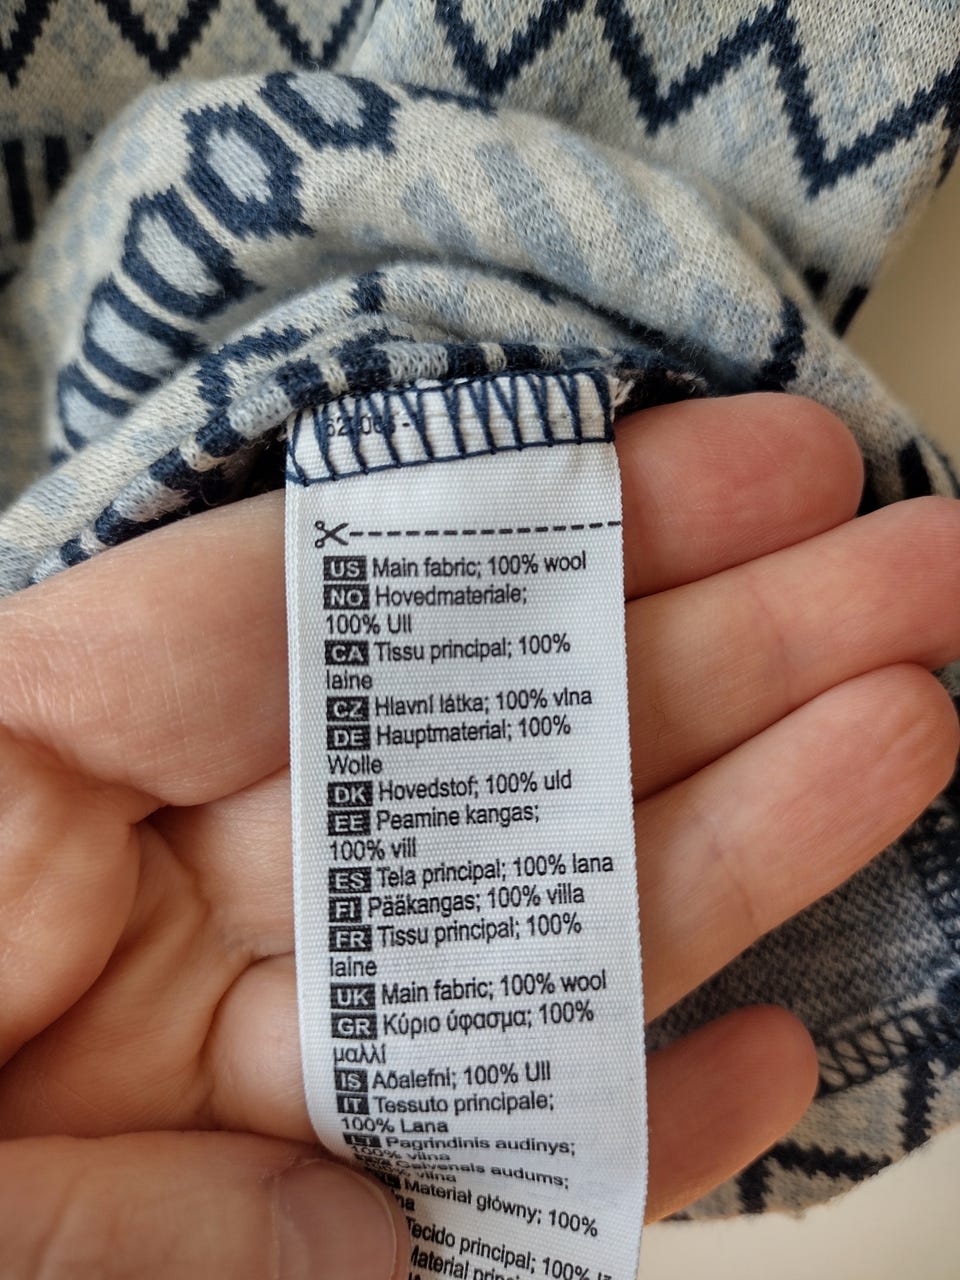 US Main fabric; 100% wool
NO Hovedmateriale;
100% Ull
CA Tissu principal; 100%
laine
CZ Hlavní látka; 100% vlna
DE Hauptmaterial; 100%
Wolle
DK Hovedstof; 100% uld
EE Peamine kangas;
100% vill
ES Tela principal; 100% lana
FI Pääkangas; 100% villa
FR Tissu principal; 100%
laine
UK Main fabric; 100% wool
GR Κύριο ύφασμα; 100%
μαλλί
IS Aðalefni; 100% Ull
IT Tessuto principale;
100% Lana
LT Pagrindinis audinys;
100% vilna
audums;
vilna
Materiał główny; 100%
Tecido principal; 100%